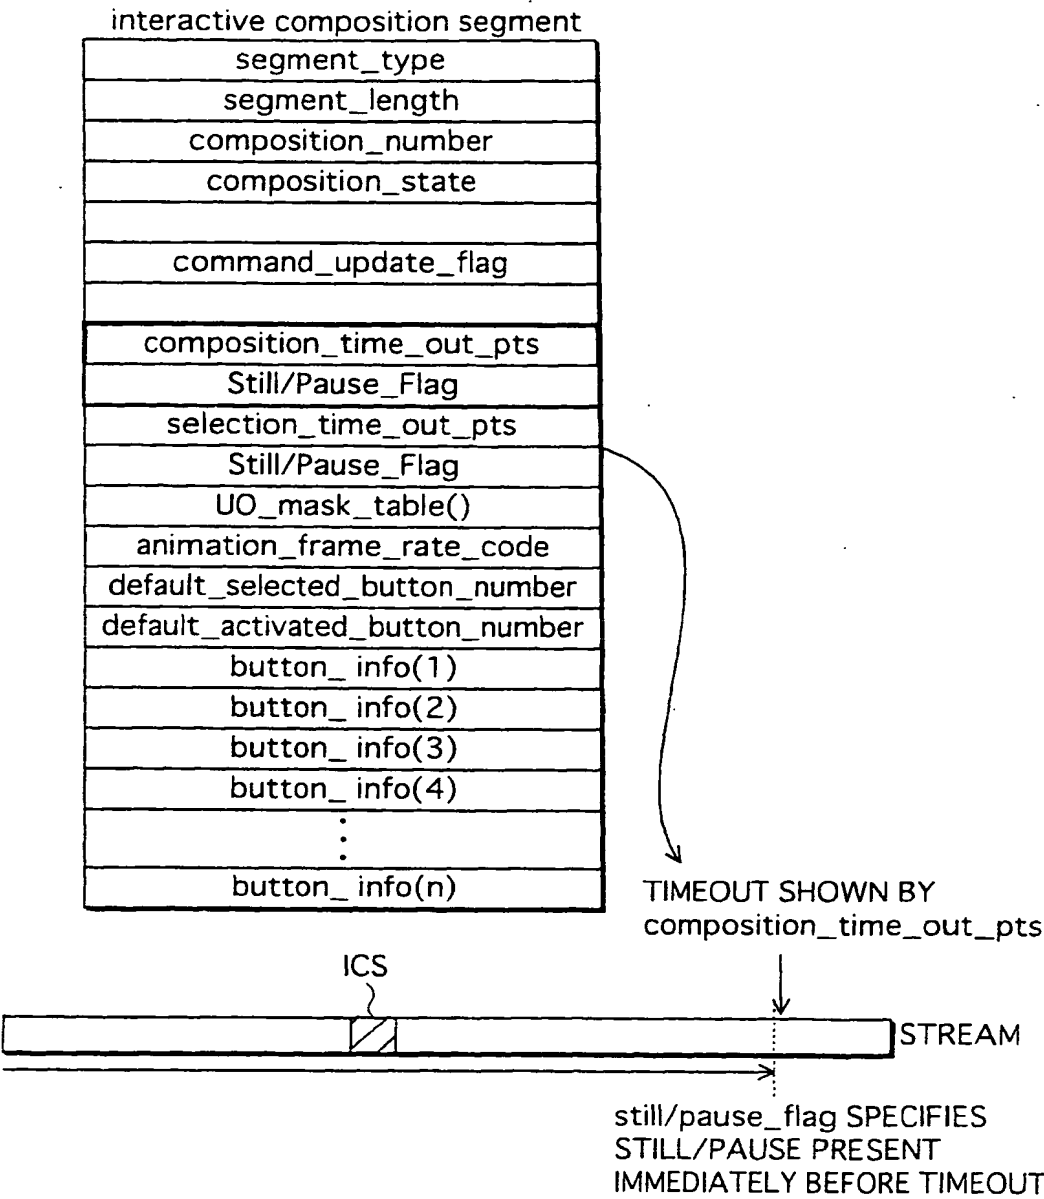 interactive composition segment
segment_type
segment_length
composition_number
composition_state
command_update_flag
composition_time_out_pts
Still/Pause_Flag
selection_time_out_pts
Still/Pause_Flag
UO_mask_table()
animation_frame_rate_code
default_selected_button_number
default_activated_button_number
button_ info(1)
button_ info(2)
button_ info(3)
button_ info(4)
button_ info(n)
TIMEOUT SHOWN BY
composition_time_out_pts
ICS
STREAM
still/pause_flag SPECIFIES
STILL/PAUSE PRESENT
IMMEDIATELY BEFORE TIMEOUT